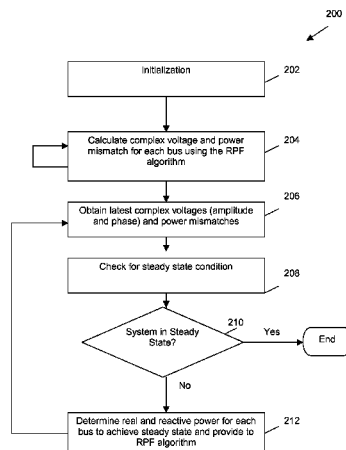 200
Initialization
202
Calculate complex voltage and power
mismatch for each bus using the RPF
algorithm
204
206
Obtain latest complex voltages (amplitude
and phase) and power mismatches
Check for steady state condition
208
210
System in Steady
State?
Yes
End
No
Determine real and reactive power for each
bus to achieve steady state and provide to
RPF algorithm
212